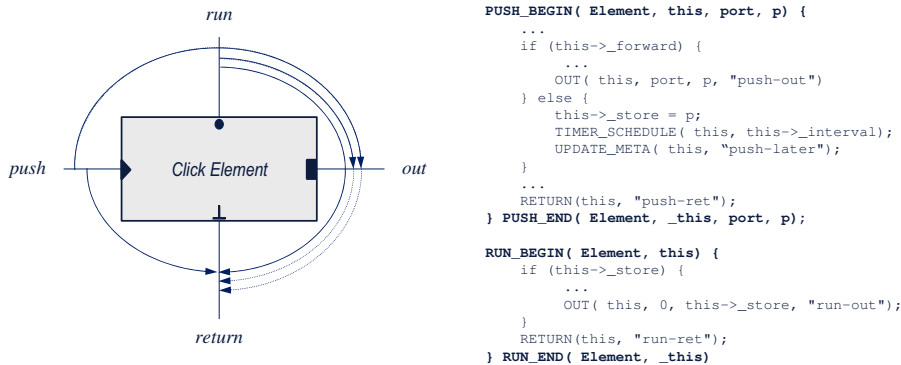 run
push
Click Element
out
return
PUSH_BEGIN( Element, this, port, p) {
...
if (this->_forward) {
...
OUT( this, port, p, "push-out")
} else {
this->_store = p;
TIMER_SCHEDULE( this, this->_interval);
UPDATE_META( this, “push-later");
}
...
RETURN(this, "push-ret");
} PUSH_END( Element, _this, port, p);
RUN_BEGIN( Element, this) {
if (this->_store) {
...
OUT( this, 0, this->_store, "run-out");
}
RETURN(this, "run-ret");
} RUN_END( Element, _this)